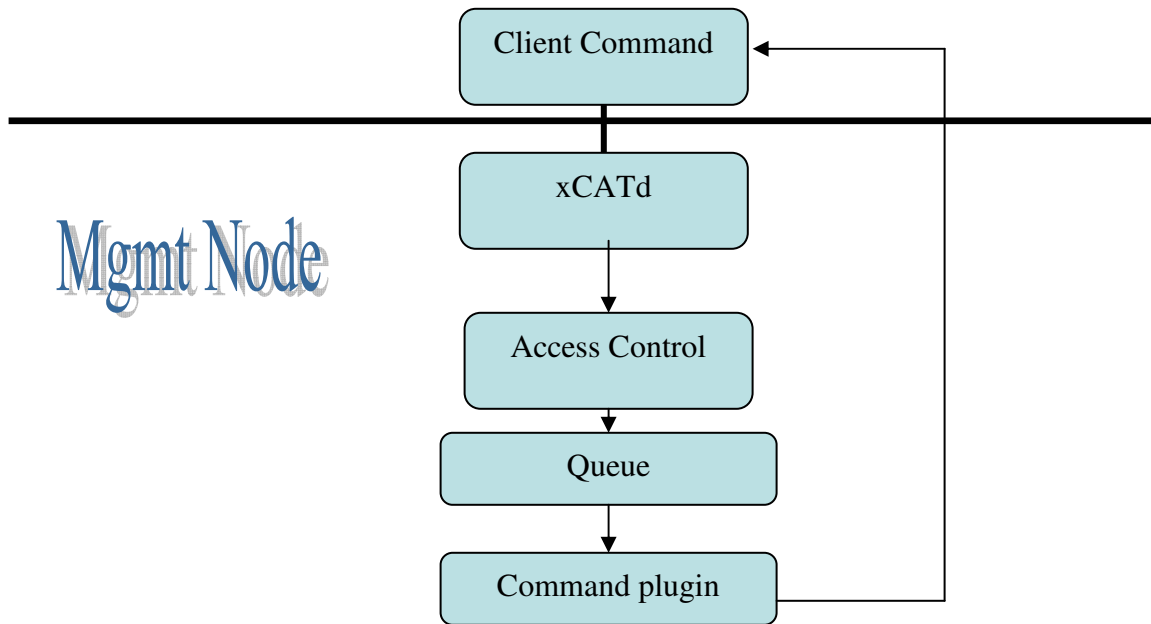 Client Command
xCATd
Mgmt Node
Access Control
Queue
Command plugin